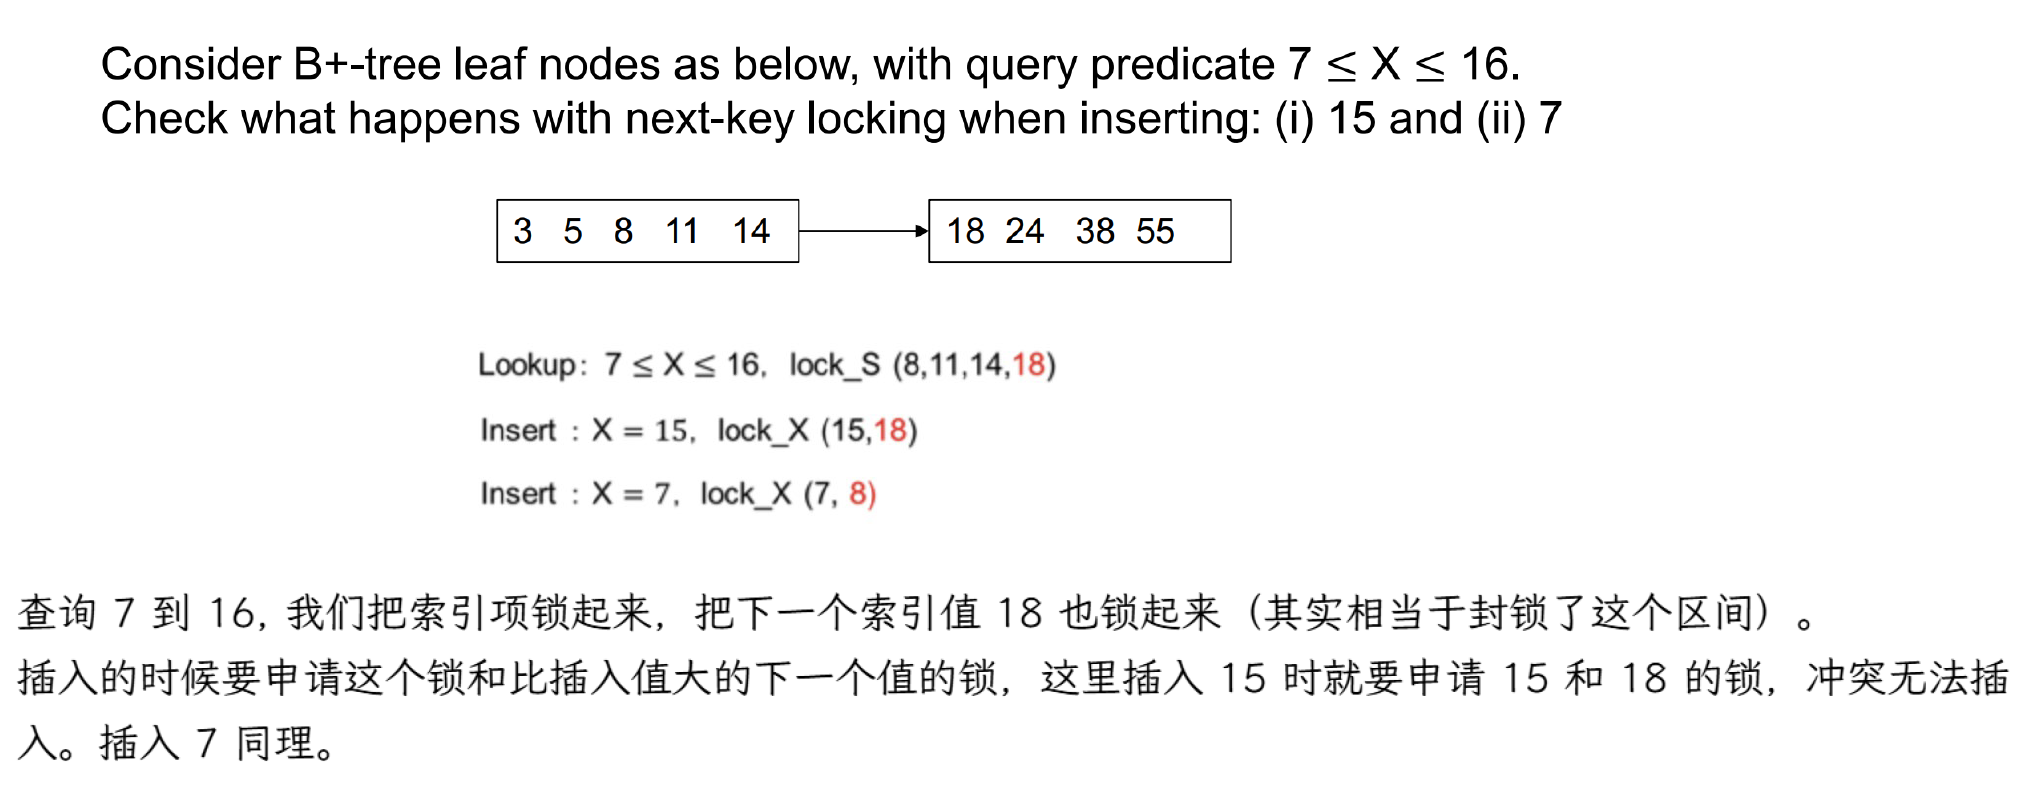 Consider B+-tree leaf nodes as below, with query predicate 7 ≤ X ≤ 16.
Check what happens with next-key locking when inserting: (i) 15 and (ii) 7
3 5 8 11 14
18 24 38 55
Lookup: 7 ≤ X ≤ 16, lock_S (8,11,14,18)
Insert : X = 15, lock_X (15,18)
Insert : X = 7, lock_X (7, 8)
查询 7 到 16, 我们把索引项锁起来，把下一个索引值 18 也锁起来（其实相当于封锁了这个区间）。
插入的时候要申请这个锁和比插入值大的下一个值的锁，这里插入 15 时就要申请 15 和 18 的锁，冲突无法插
入。插入 7 同理。